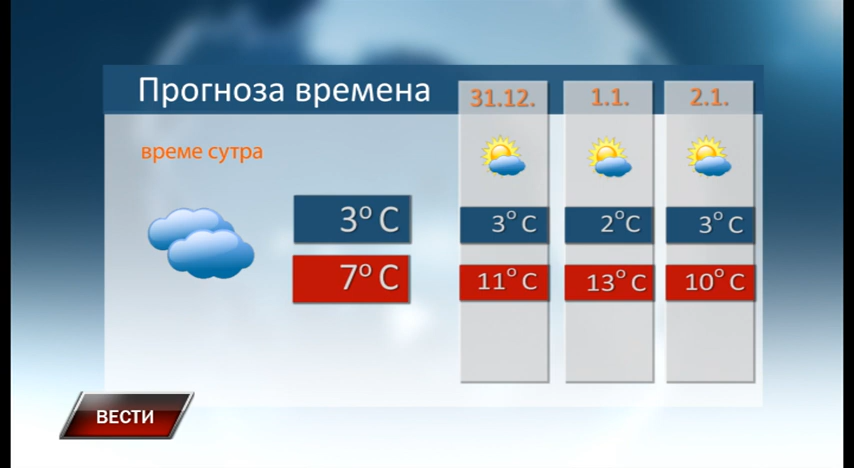 Прогноза времена
време сутра
3° C
7° C
31.12.
3° C
11° C
1.1.
2°C
13° C
2.1.
3° C
10° C
ВЕСТИ